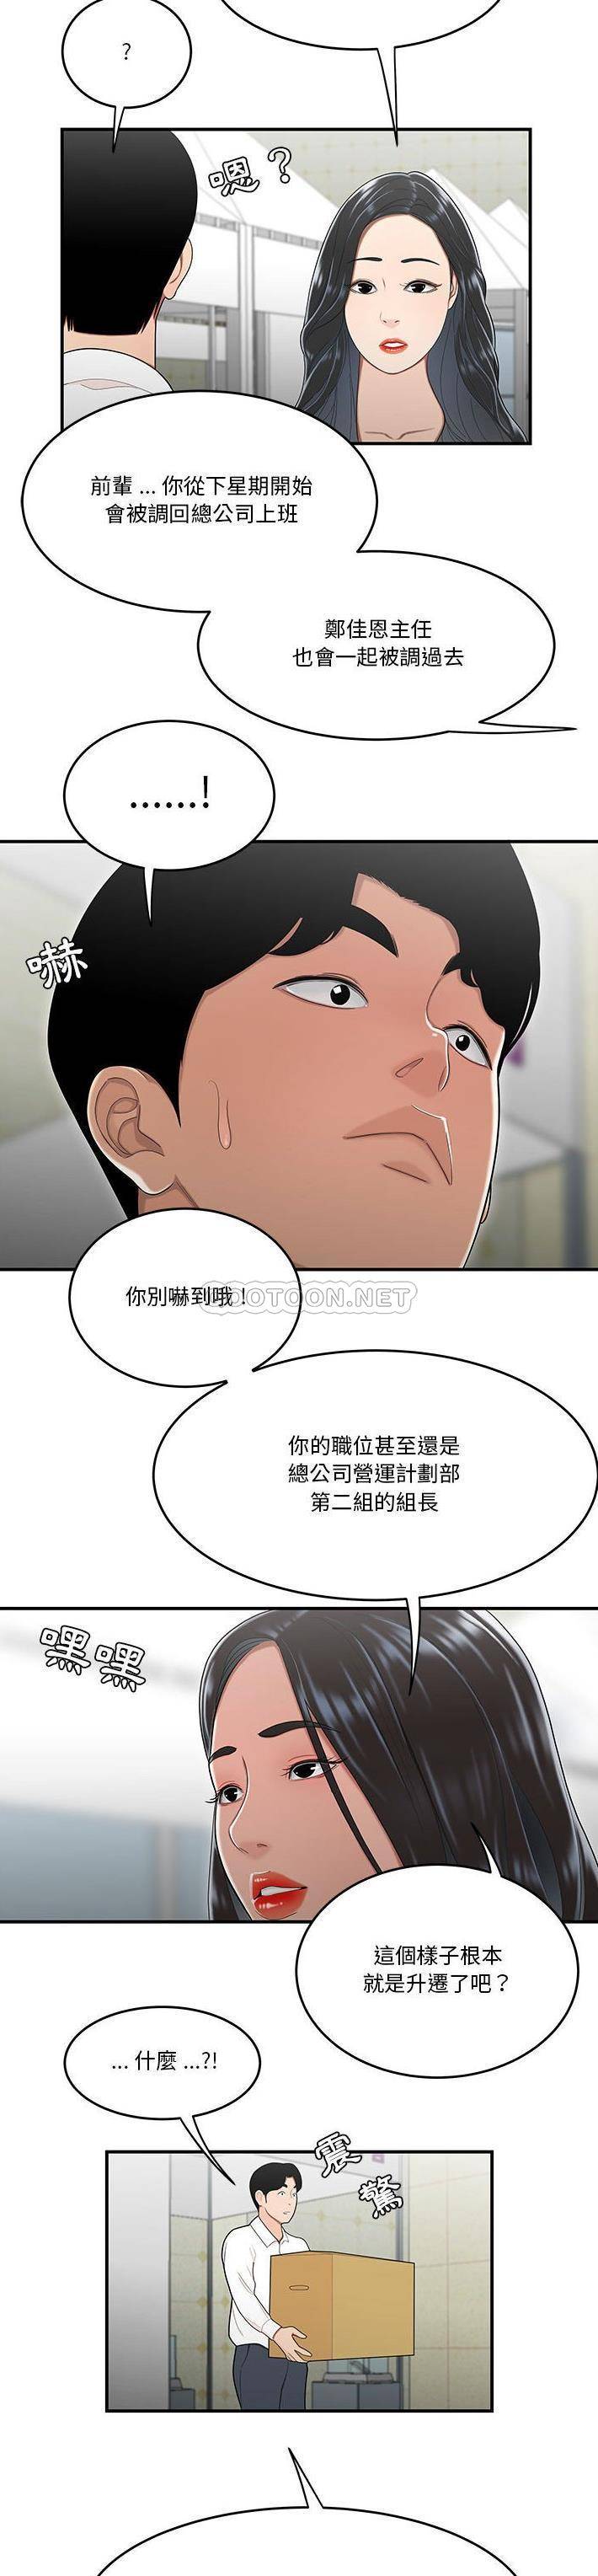 ?
嗯?
前輩...你從下星期開始
會被調回總公司上班
鄭佳恩主任
也會一起被調過去
......!
嚇
你別嚇到哦!
GOOTOON.NET
你的職位甚至還是
總公司營運計劃部
第二組的組長
嘿嘿
這個樣子根本
就是升遷了吧?
...什麼...?!
震驚